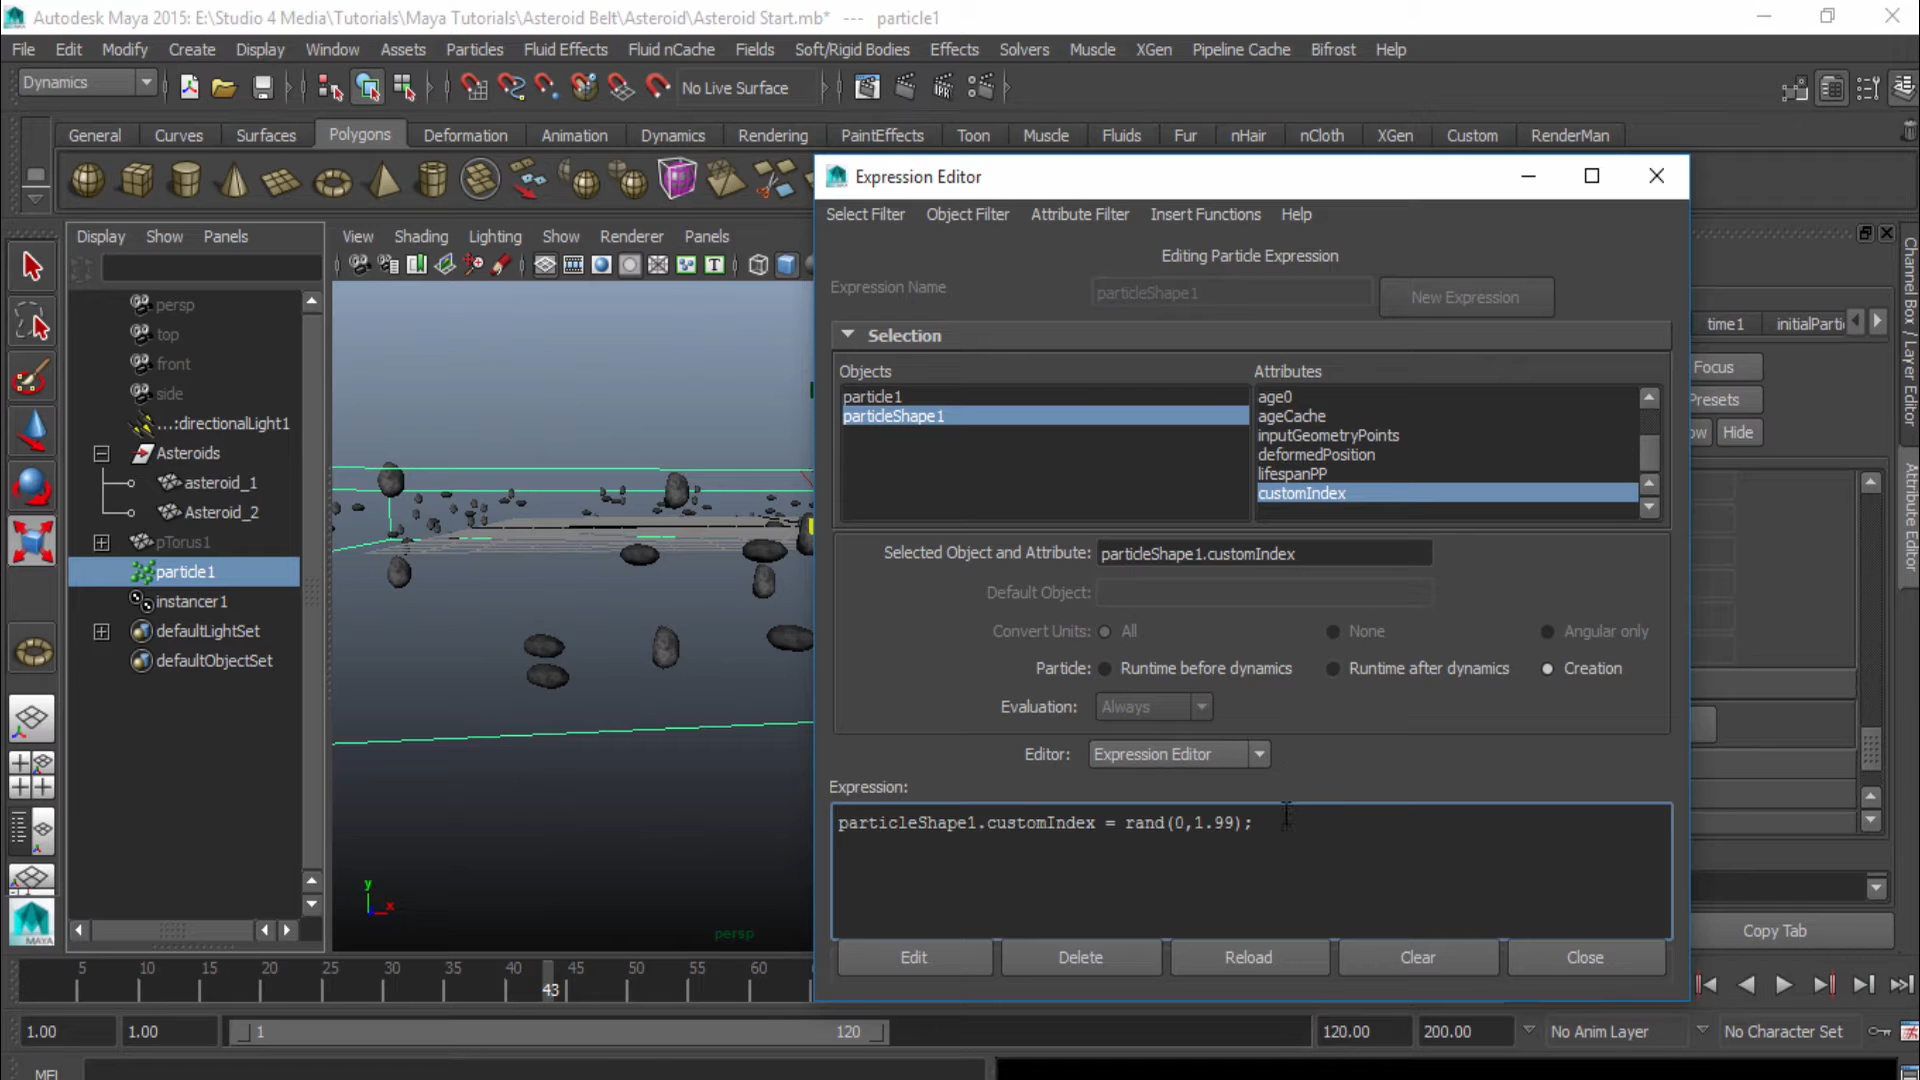 Autodesk Maya 2015: E:\Studio 4 Media\Tutorials\Maya Tutorials\Asteroid Belt\Asteroid\Asteroid Start.mb* --- particle1
File Edit Modify Create Display Window Assets Particles Fluid Effects Fluid nCache Fields Soft/Rigid Bodies Effects Solvers Muscle XGen Pipeline Cache Bifrost Help
Dynamics
IPR
No Live Surface
General Curves Surfaces Polygons Deformation Animation Dynamics Rendering PaintEffects Toon Muscle Fluids Fur nHair nCloth XGen Custom RenderMan
Display Show Panels
View Shading Lighting Show Renderer Panels
persp
top
front
side
...:directionalLight1
Asteroids
asteroid_1
Asteroid_2
pTorus1
particle1
instancer1
defaultLightSet
defaultObjectSet
MAYA
y
x
persp
Expression Editor
Select Filter Object Filter Attribute Filter Insert Functions Help
Editing Particle Expression
Expression Name particleShape1 New Expression
Selection
Objects
particle1
particleShape1
Attributes
age0
ageCache
inputGeometryPoints
deformedPosition
lifespanPP
customIndex
Selected Object and Attribute: particleShape1.customIndex
Default Object:
Convert Units: All None Angular only
Particle: Runtime before dynamics Runtime after dynamics Creation
Evaluation: Always
Editor: Expression Editor
Expression:
particleShape1.customIndex = rand(0,1.99);
Edit Delete Reload Clear Close
time1 initialParti
Focus
Presets
ow Hide
Copy Tab
Channel Box / Layer Editor
Attribute Editor
5 10 15 20 25 30 35 40 45 50 55 60
43
1.00 1.00 1 120 120.00 200.00 No Anim Layer No Character Set
MEL